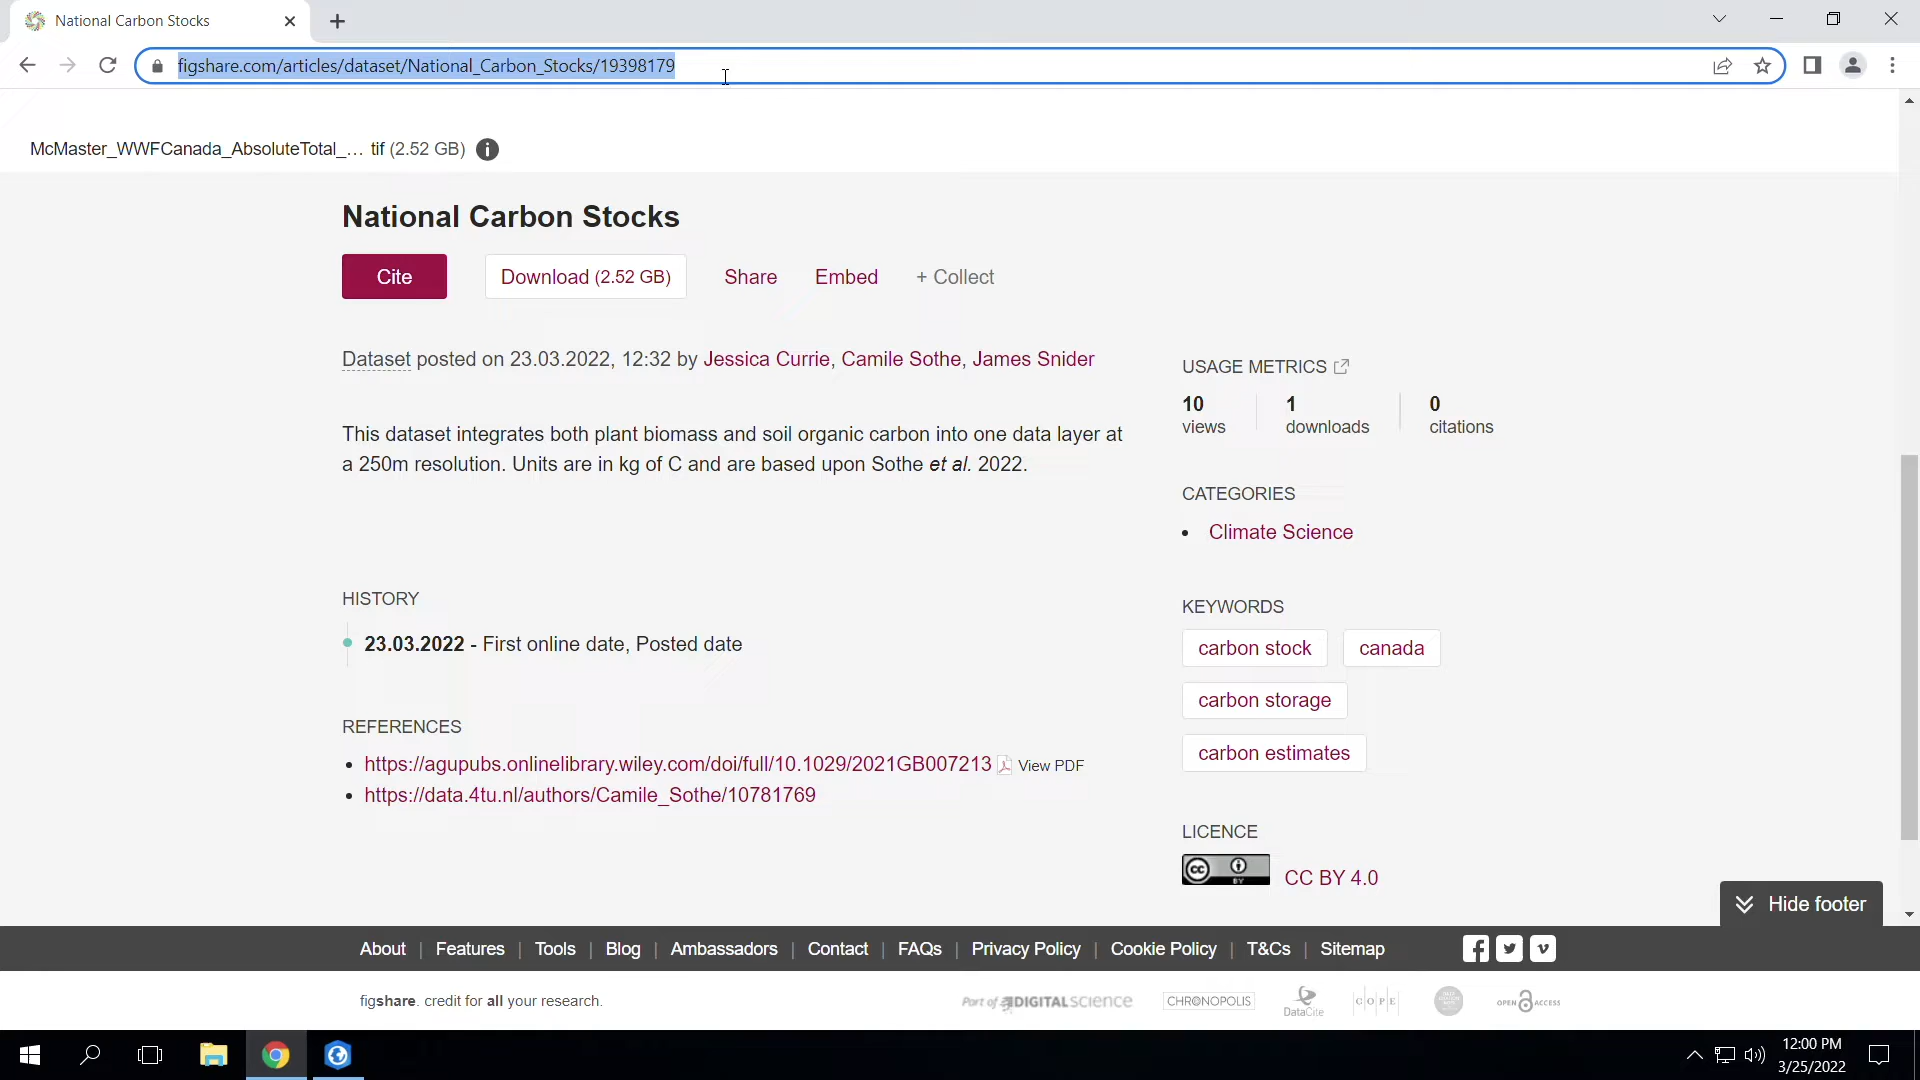 National Carbon Stocks
figshare.com/articles/dataset/National_Carbon_Stocks/19398179
McMaster_WWFCanada_AbsoluteTotal_... tif (2.52 GB)
National Carbon Stocks
Cite
Download (2.52 GB)
Share
Embed
+ Collect
Dataset posted on 23.03.2022, 12:32 by Jessica Currie, Camile Sothe, James Snider
This dataset integrates both plant biomass and soil organic carbon into one data layer at
a 250m resolution. Units are in kg of C and are based upon Sothe et al. 2022.
HISTORY
23.03.2022 - First online date, Posted date
REFERENCES
https://agupubs.onlinelibrary.wiley.com/doi/full/10.1029/2021GB007213 View PDF
https://data.4tu.nl/authors/Camile_Sothe/10781769
USAGE METRICS
10 1 0
views downloads citations
CATEGORIES
Climate Science
KEYWORDS
carbon stock canada
carbon storage
carbon estimates
LICENCE
CC BY
CC BY 4.0
Hide footer
About | Features | Tools | Blog | Ambassadors | Contact | FAQs | Privacy Policy | Cookie Policy | T&Cs | Sitemap
figshare. credit for all your research.
Part of DIGITALSCIENCE
CHRONOPOLIS
DataCite
COPE
OPEN ACCESS
12:00 PM
3/25/2022